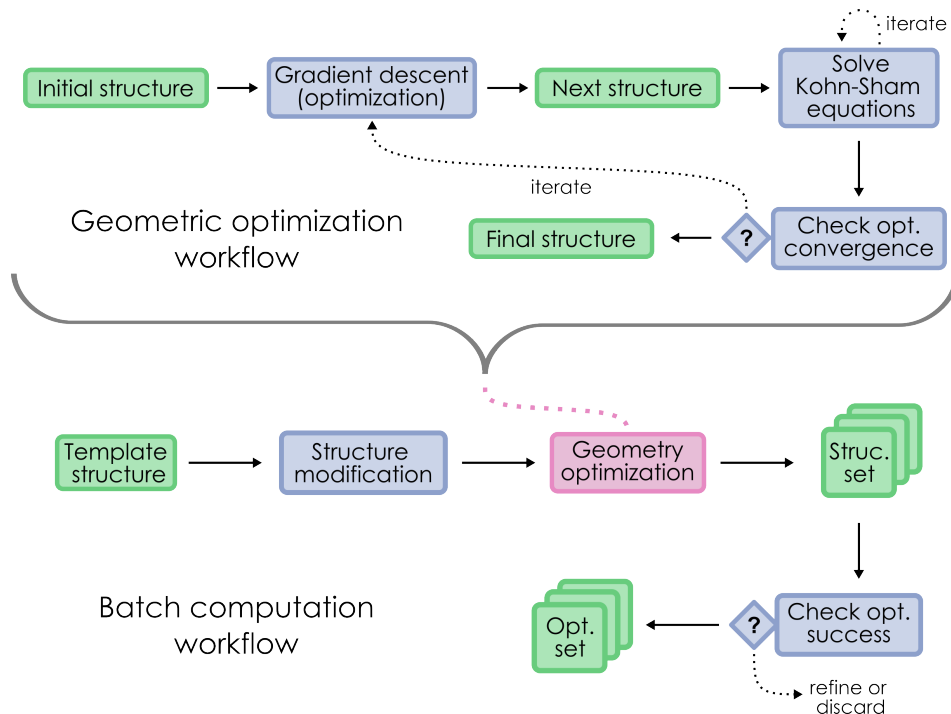 iterate
Initial structure
Gradient descent
(optimization)
Next structure
Solve
Kohn-Sham
equations
iterate
Geometric optimization
workflow
Final structure
?
Check opt.
convergence
Template
structure
Structure
modification
Geometry
optimization
Struc.
set
Batch computation
workflow
Opt.
set
?
Check opt.
success
refine or
discard